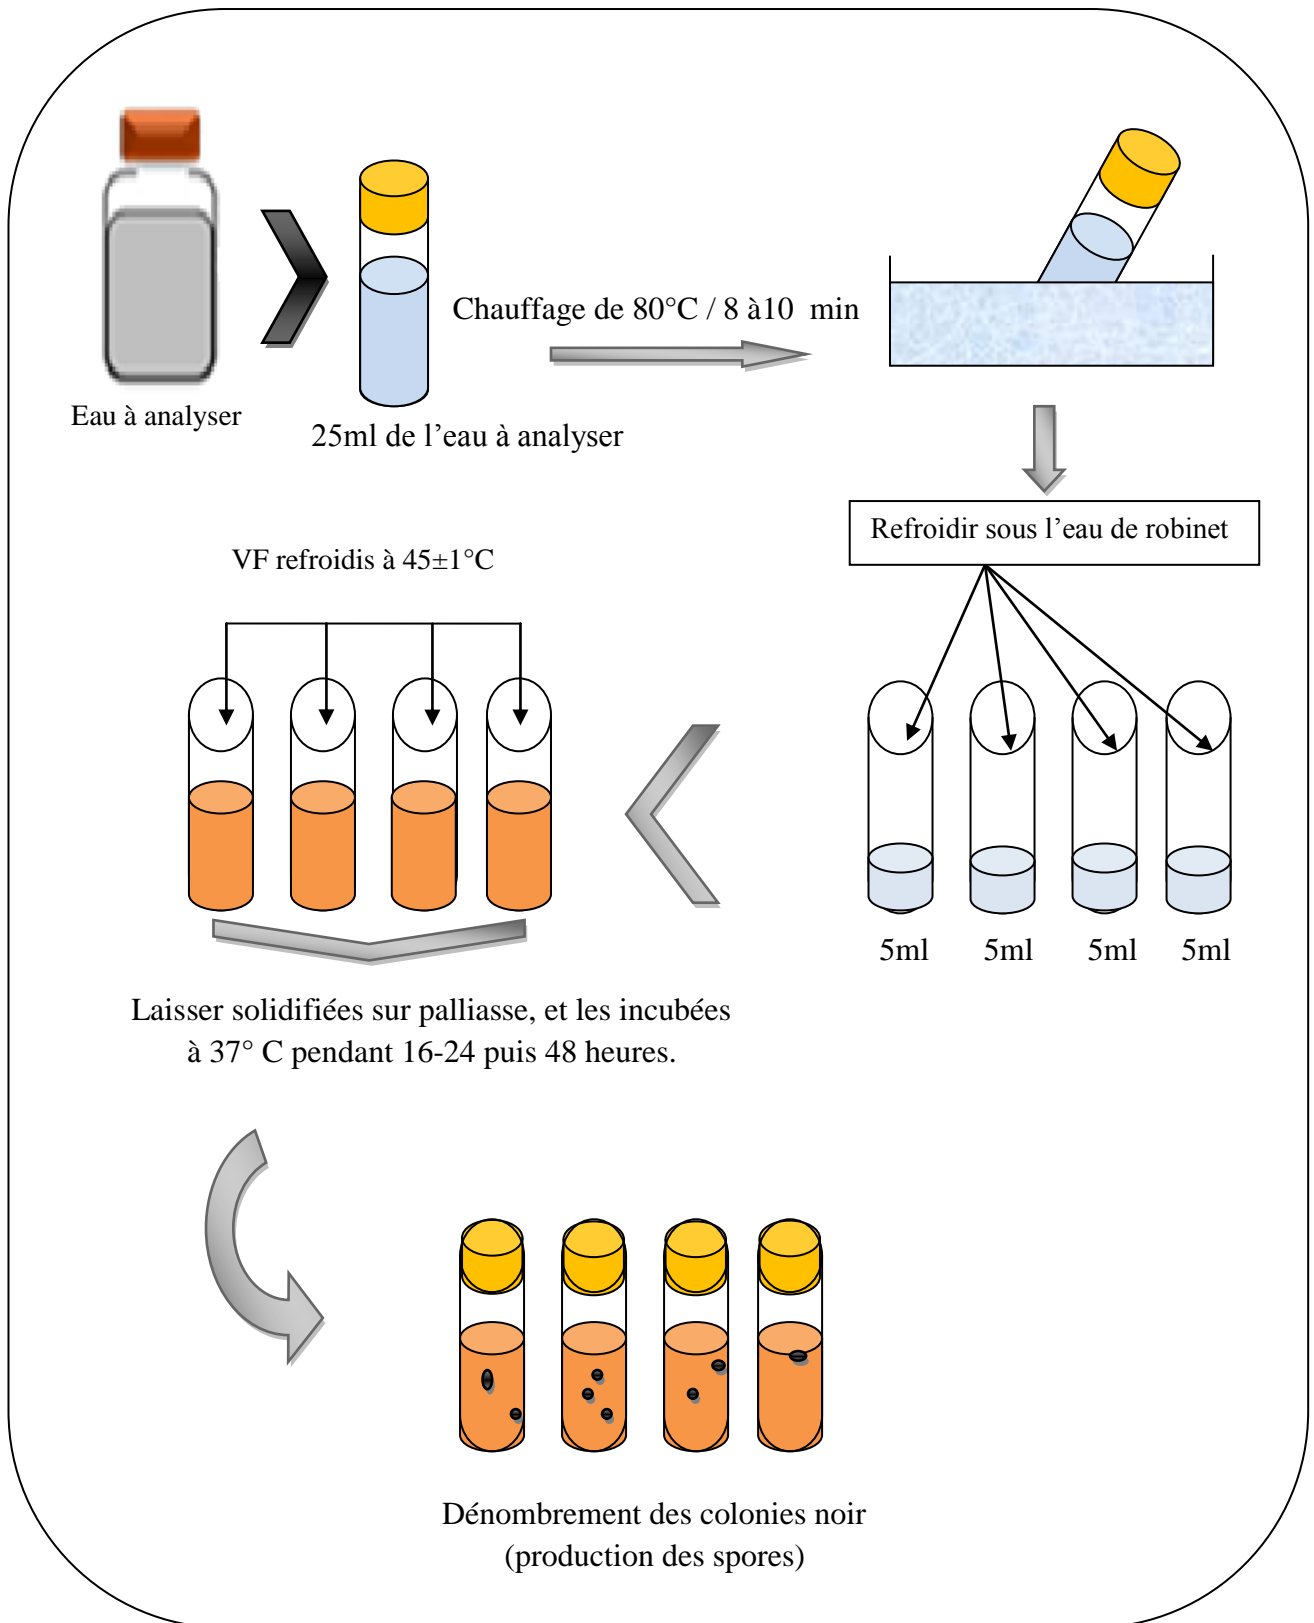 Eau à analyser
25ml de l’eau à analyser
Chauffage de 80°C / 8 à10  min
Refroidir sous l’eau de robinet
5ml
5ml
5ml
5ml
VF refroidis à 45±1°C
Laisser solidifiées sur palliasse, et les incubées
à 37° C pendant 16-24 puis 48 heures.
Dénombrement des colonies noir
(production des spores)